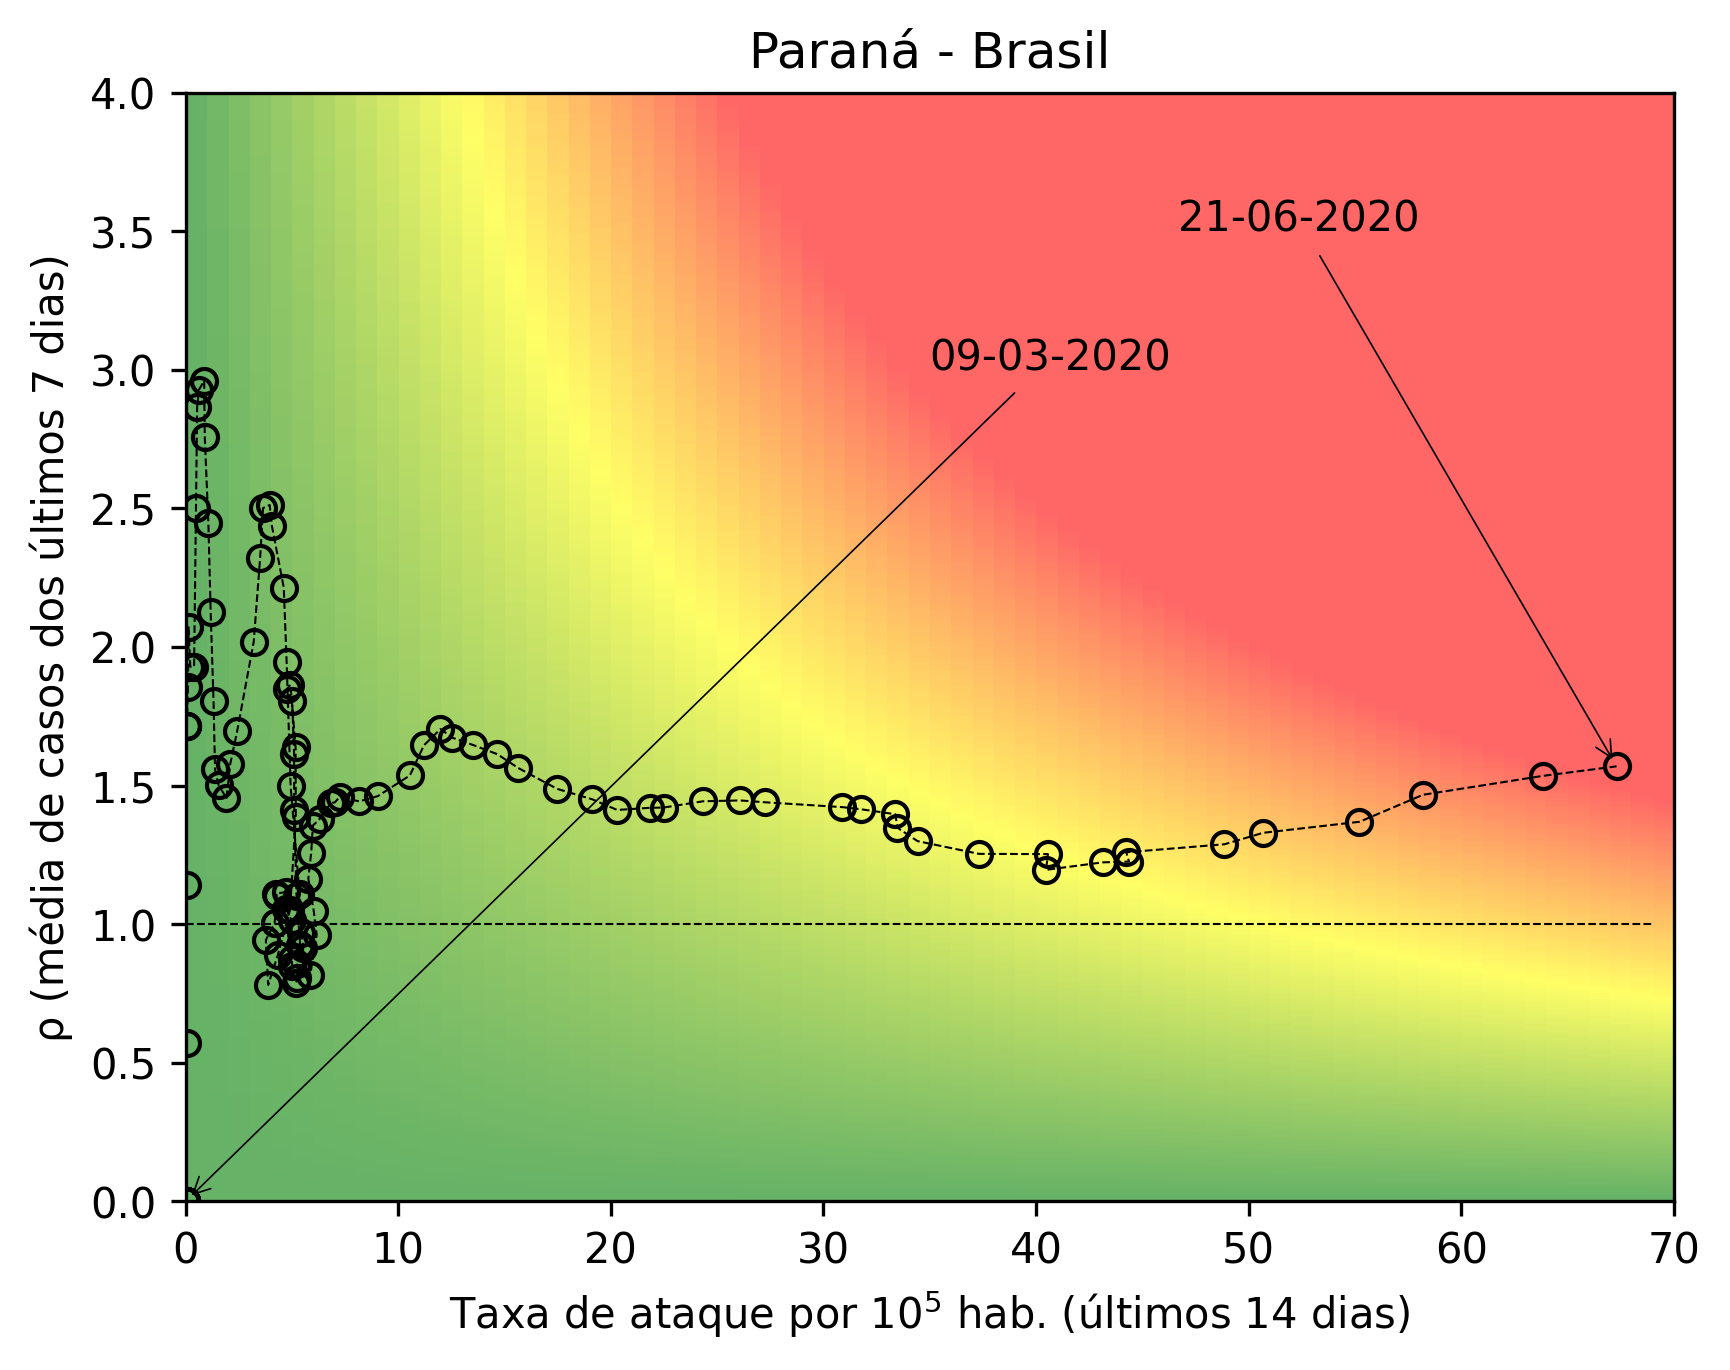 Paraná - Brasil
4.0
3.5
3.0
2.5
2.0
1.5
1.0
0.5
0.0
ρ (média de casos dos últimos 7 dias)
21-06-2020
09-03-2020
0 10 20 30 40 50 60 70
Taxa de ataque por 10⁵ hab. (últimos 14 dias)